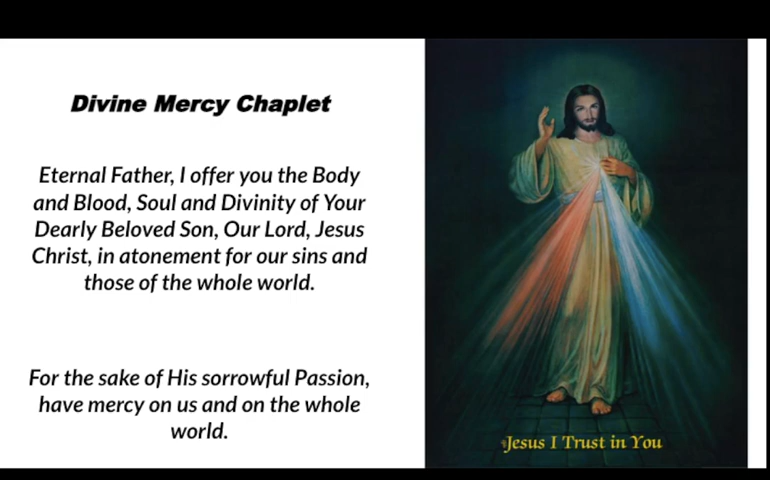 Divine Mercy Chaplet
Eternal Father, I offer you the Body
and Blood, Soul and Divinity of Your
Dearly Beloved Son, Our Lord, Jesus
Christ, in atonement for our sins and
those of the whole world.
For the sake of His sorrowful Passion,
have mercy on us and on the whole
world.
Jesus I Trust in You